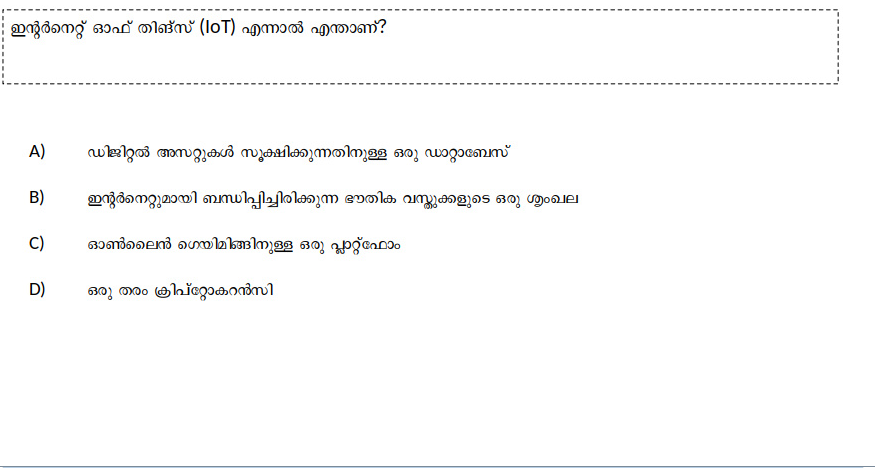 ഇന്റർനെറ്റ് ഓഫ് തിങ്സ് (IoT) എന്നാൽ എന്താണ്?
A) ഡിജിറ്റൽ അസറ്റുകൾ സൂക്ഷിക്കുന്നതിനുള്ള ഒരു ഡാറ്റാബേസ്
B) ഇന്റർനെറ്റുമായി ബന്ധിപ്പിച്ചിരിക്കുന്ന ഭൗതിക വസ്തുക്കളുടെ ഒരു ശൃംഖല
C) ഓൺലൈൻ ഗെയിമിങ്ങിനുള്ള ഒരു പ്ലാറ്റ്ഫോം
D) ഒരു തരം ക്രിപ്റ്റോകറൻസി